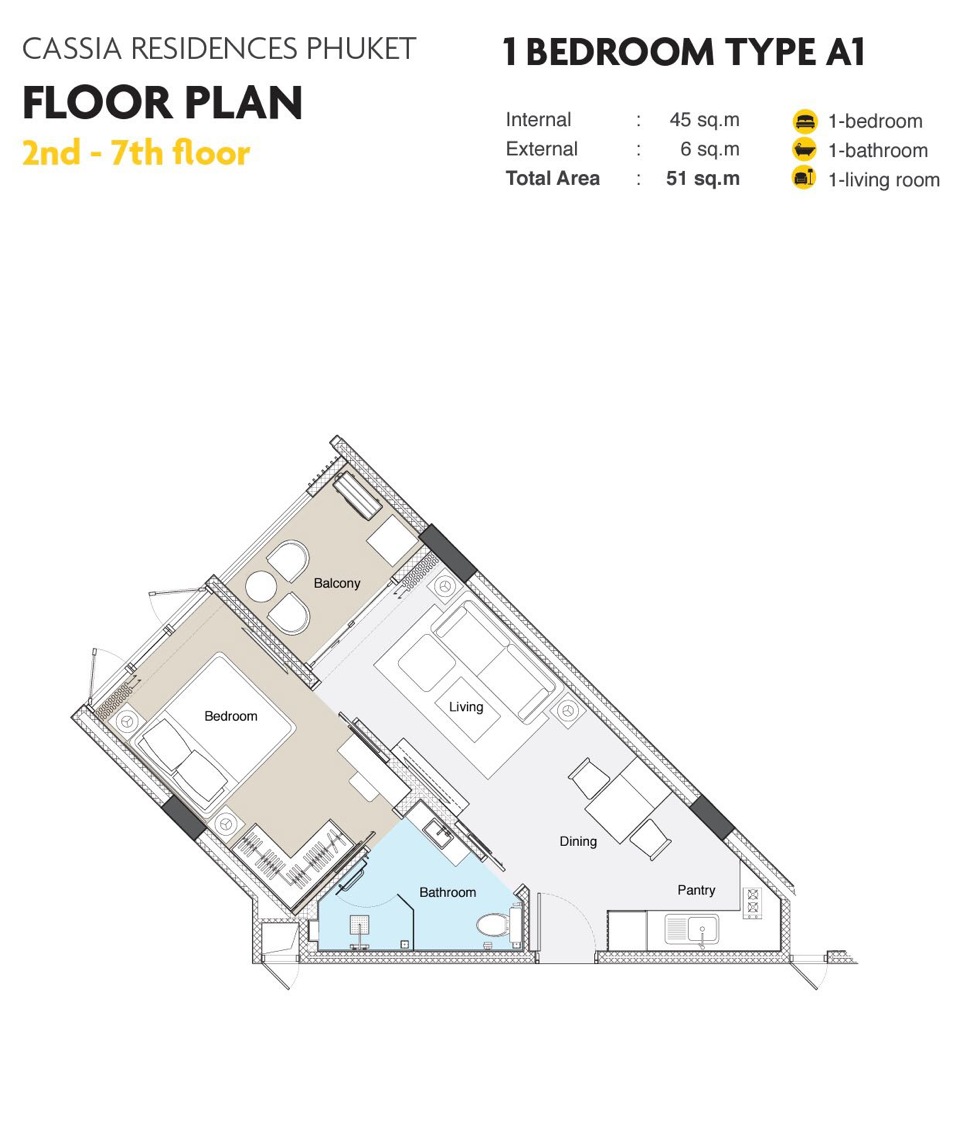 CASSIA RESIDENCES PHUKET
FLOOR PLAN
2nd - 7th floor
1 BEDROOM TYPE A1
Internal : 45 sq.m
External : 6 sq.m
Total Area : 51 sq.m
1-bedroom
1-bathroom
1-living room
Balcony
Bedroom
Living
Dining
Bathroom
Pantry